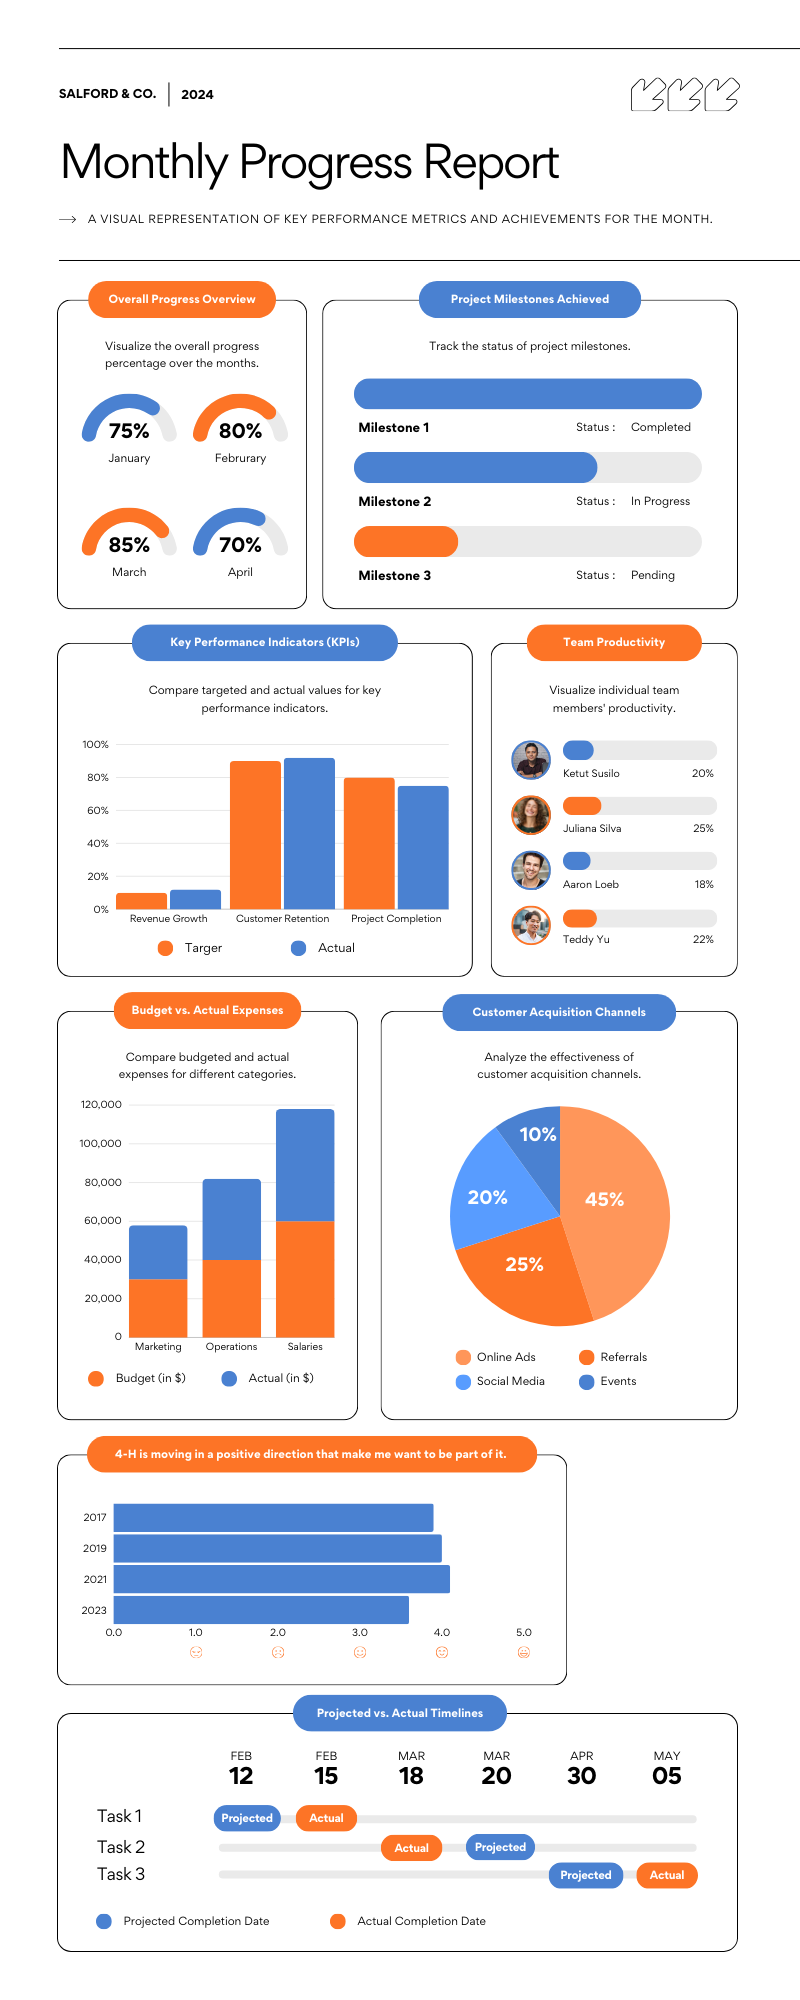 SALFORD & CO.
2024
Monthly Progress Report
A VISUAL REPRESENTATION OF KEY PERFORMANCE METRICS AND ACHIEVEMENTS FOR THE MONTH.
Overall Progress Overview
Visualize the overall progress
percentage over the months.
75%
January
80%
Februrary
85%
March
70%
April
Project Milestones Achieved
Track the status of project milestones.
Milestone 1 Status : Completed
Milestone 2 Status : In Progress
Milestone 3 Status : Pending
Key Performance Indicators (KPIs)
Compare targeted and actual values for key
performance indicators.
100%
80%
60%
40%
20%
0%
Revenue Growth Customer Retention Project Completion
Targer Actual
Team Productivity
Visualize individual team
members' productivity.
Ketut Susilo 20%
Juliana Silva 25%
Aaron Loeb 18%
Teddy Yu 22%
Budget vs. Actual Expenses
Compare budgeted and actual
expenses for different categories.
120,000
100,000
80,000
60,000
40,000
20,000
0
Marketing Operations Salaries
Budget (in $) Actual (in $)
Customer Acquisition Channels
Analyze the effectiveness of
customer acquisition channels.
10%
20%
45%
25%
Online Ads Referrals
Social Media Events
4-H is moving in a positive direction that make me want to be part of it.
2017
2019
2021
2023
0.0 1.0 2.0 3.0 4.0 5.0
Projected vs. Actual Timelines
FEB FEB MAR MAR APR MAY
12 15 18 20 30 05
Task 1 Projected Actual
Task 2 Actual Projected
Task 3 Projected Actual
Projected Completion Date Actual Completion Date